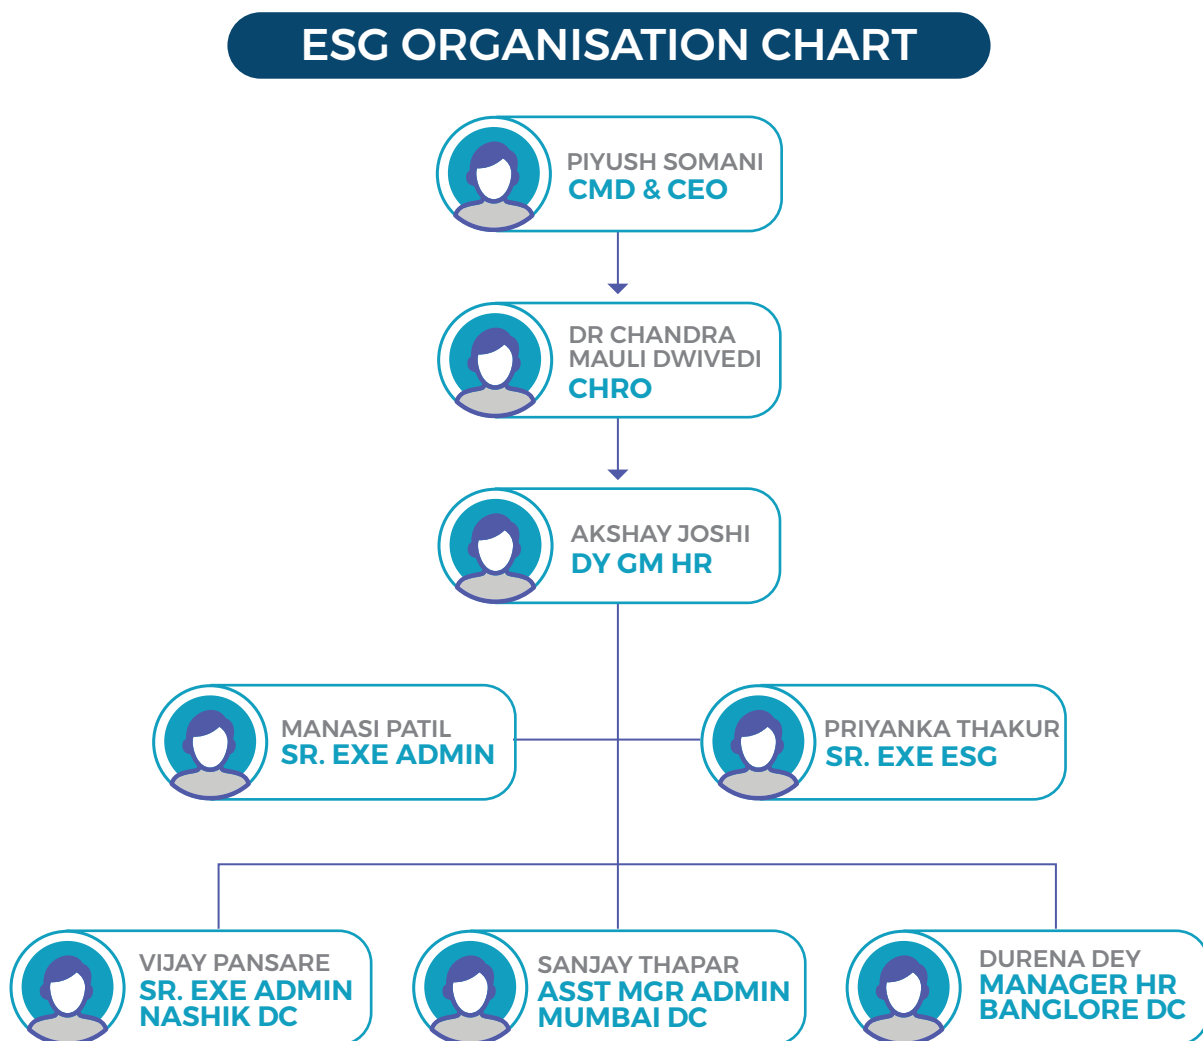 ESG ORGANISATION CHART
PIYUSH SOMANI
CMD & CEO
DR CHANDRA
MAULI DWIVEDI
CHRO
AKSHAY JOSHI
DY GM HR
MANASI PATIL
SR. EXE ADMIN
PRIYANKA THAKUR
SR. EXE ESG
VIJAY PANSARE
SR. EXE ADMIN
NASHIK DC
SANJAY THAPAR
ASST MGR ADMIN
MUMBAI DC
DURENA DEY
MANAGER HR
BANGLORE DC